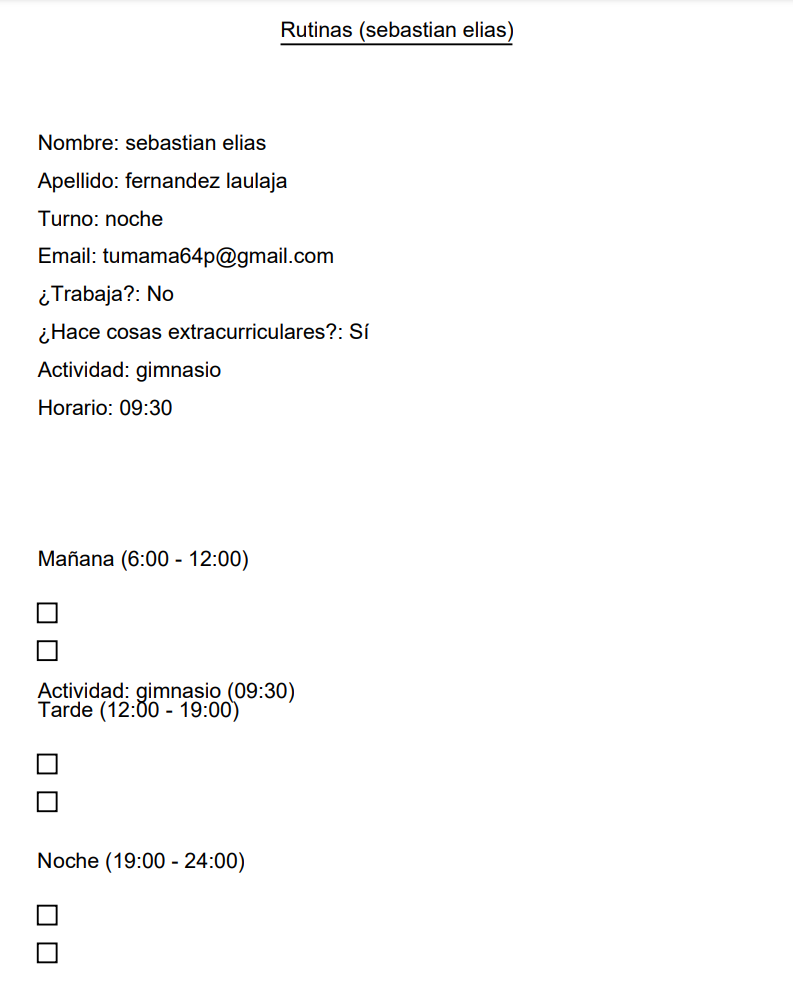 Rutinas (sebastian elias)
Nombre: sebastian elias
Apellido: fernandez laulaja
Turno: noche
Email: tumama64p@gmail.com
¿Trabaja?: No
¿Hace cosas extracurriculares?: Sí
Actividad: gimnasio
Horario: 09:30
Mañana (6:00 - 12:00)
Actividad: gimnasio (09:30)
Tarde (12:00 - 19:00)
Noche (19:00 - 24:00)